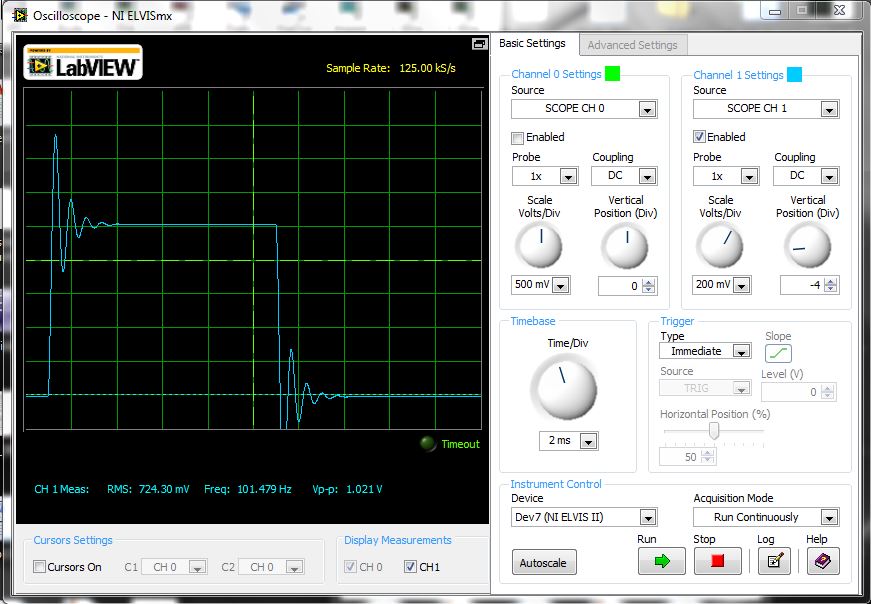 Oscilloscope - NI ELVISmx
POWERED BY
LabVIEW
Sample Rate: 125.00 kS/s
Timeout
CH 1 Meas: RMS: 724.30 mV Freq: 101.479 Hz Vp-p: 1.021 V
Cursors Settings
Cursors On C1 CH 0 C2 CH 0
Display Measurements
CH 0 CH1
Basic Settings Advanced Settings
Channel 0 Settings
Source
SCOPE CH 0
Enabled
Probe Coupling
1x DC
Scale Vertical
Volts/Div Position (Div)
500 mV 0
Channel 1 Settings
Source
SCOPE CH 1
Enabled
Probe Coupling
1x DC
Scale Vertical
Volts/Div Position (Div)
200 mV -4
Timebase
Time/Div
2 ms
Trigger
Type Slope
Immediate
Source Level (V)
TRIG 0
Horizontal Position (%)
50
Instrument Control
Device Acquisition Mode
Dev7 (NI ELVIS II) Run Continuously
Run Stop Log Help
Autoscale